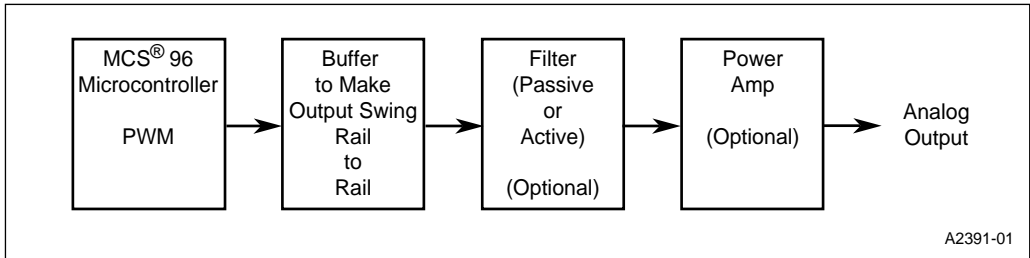 MCS® 96
Microcontroller
PWM
Buffer
to Make
Output Swing
Rail
to
Rail
Filter
(Passive
or
Active)
(Optional)
Power
Amp
(Optional)
Analog
Output
A2391-01